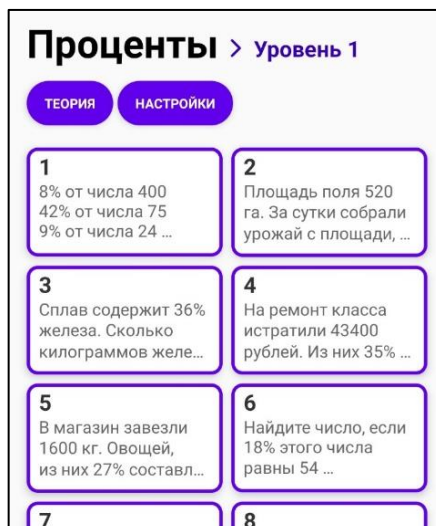 Проценты > Уровень 1
ТЕОРИЯ НАСТРОЙКИ
1
8% от числа 400
42% от числа 75
9% от числа 24 ...
2
Площадь поля 520
га. За сутки собрали
урожай с площади, ...
3
Сплав содержит 36%
железа. Сколько
килограммов желе...
4
На ремонт класса
истратили 43400
рублей. Из них 35% ...
5
В магазин завезли
1600 кг. Овощей,
из них 27% составл...
6
Найдите число, если
18% этого числа
равны 54 ...
7
8